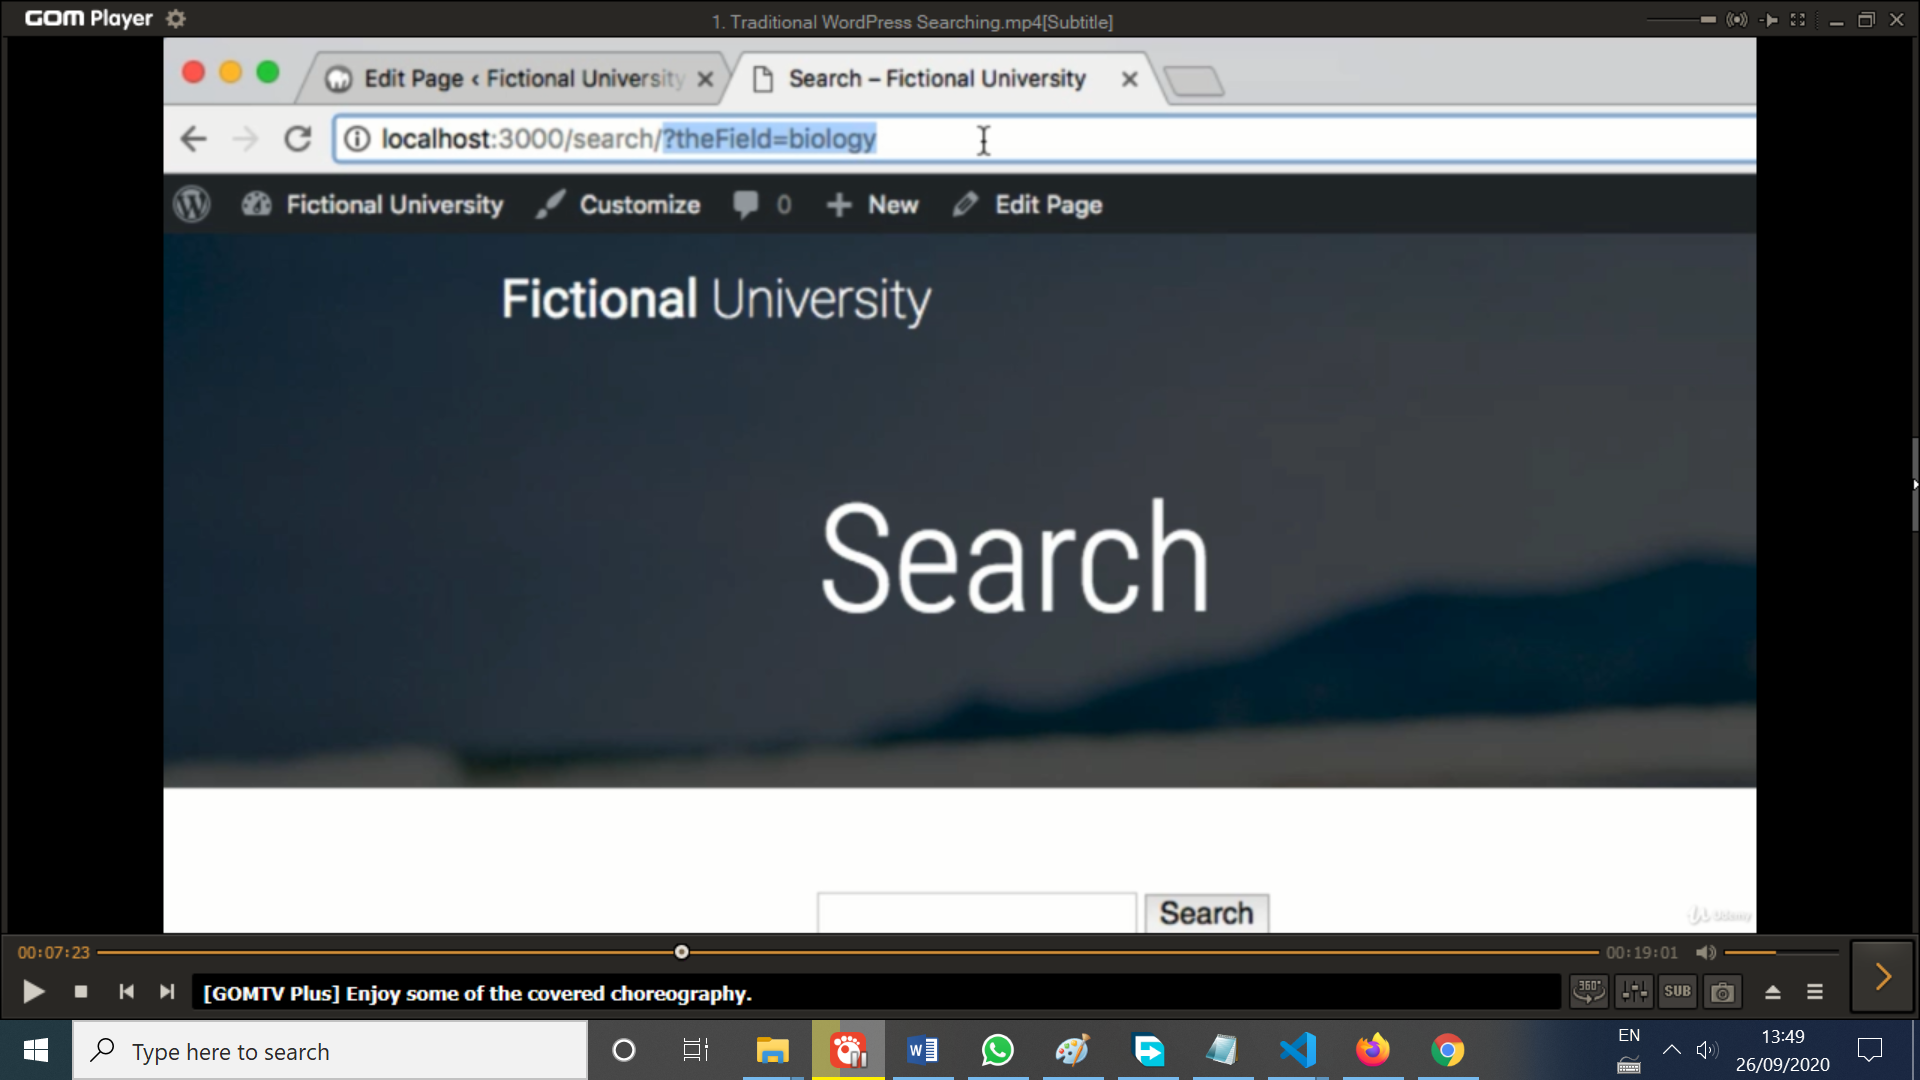 GOM Player
1. Traditional WordPress Searching.mp4[Subtitle]
Edit Page ‹ Fictional University
Search – Fictional University
localhost:3000/search/?theField=biology
Fictional University
Customize
0
New
Edit Page
Fictional University
Search
Search
Udemy
00:07:23
00:19:01
[GOMTV Plus] Enjoy some of the covered choreography.
360°
SUB
Type here to search
W
EN
13:49
26/09/2020